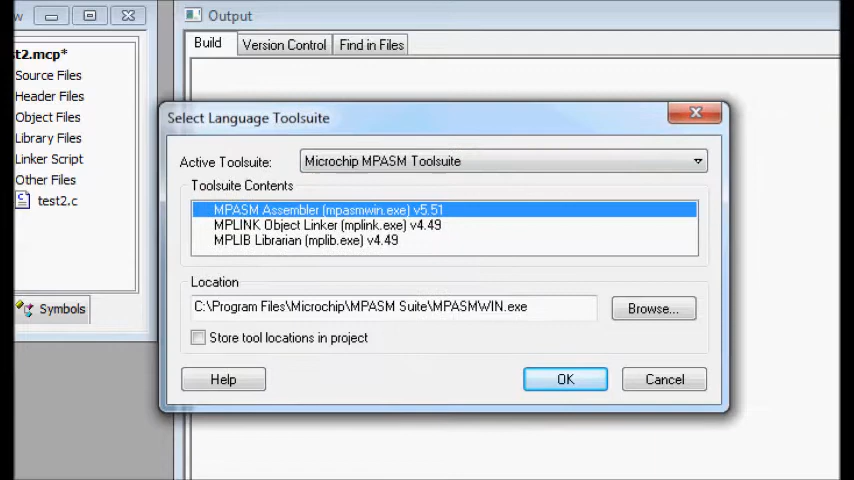 Output
Build Version Control Find in Files
t2.mcp*
Source Files
Header Files
Object Files
Library Files
Linker Script
Other Files
test2.c
Symbols
Select Language Toolsuite
Active Toolsuite: Microchip MPASM Toolsuite
Toolsuite Contents
MPASM Assembler (mpasmwin.exe) v5.51
MPLINK Object Linker (mplink.exe) v4.49
MPLIB Librarian (mplib.exe) v4.49
Location
C:\Program Files\Microchip\MPASM Suite\MPASMWIN.exe
Browse...
Store tool locations in project
Help OK Cancel